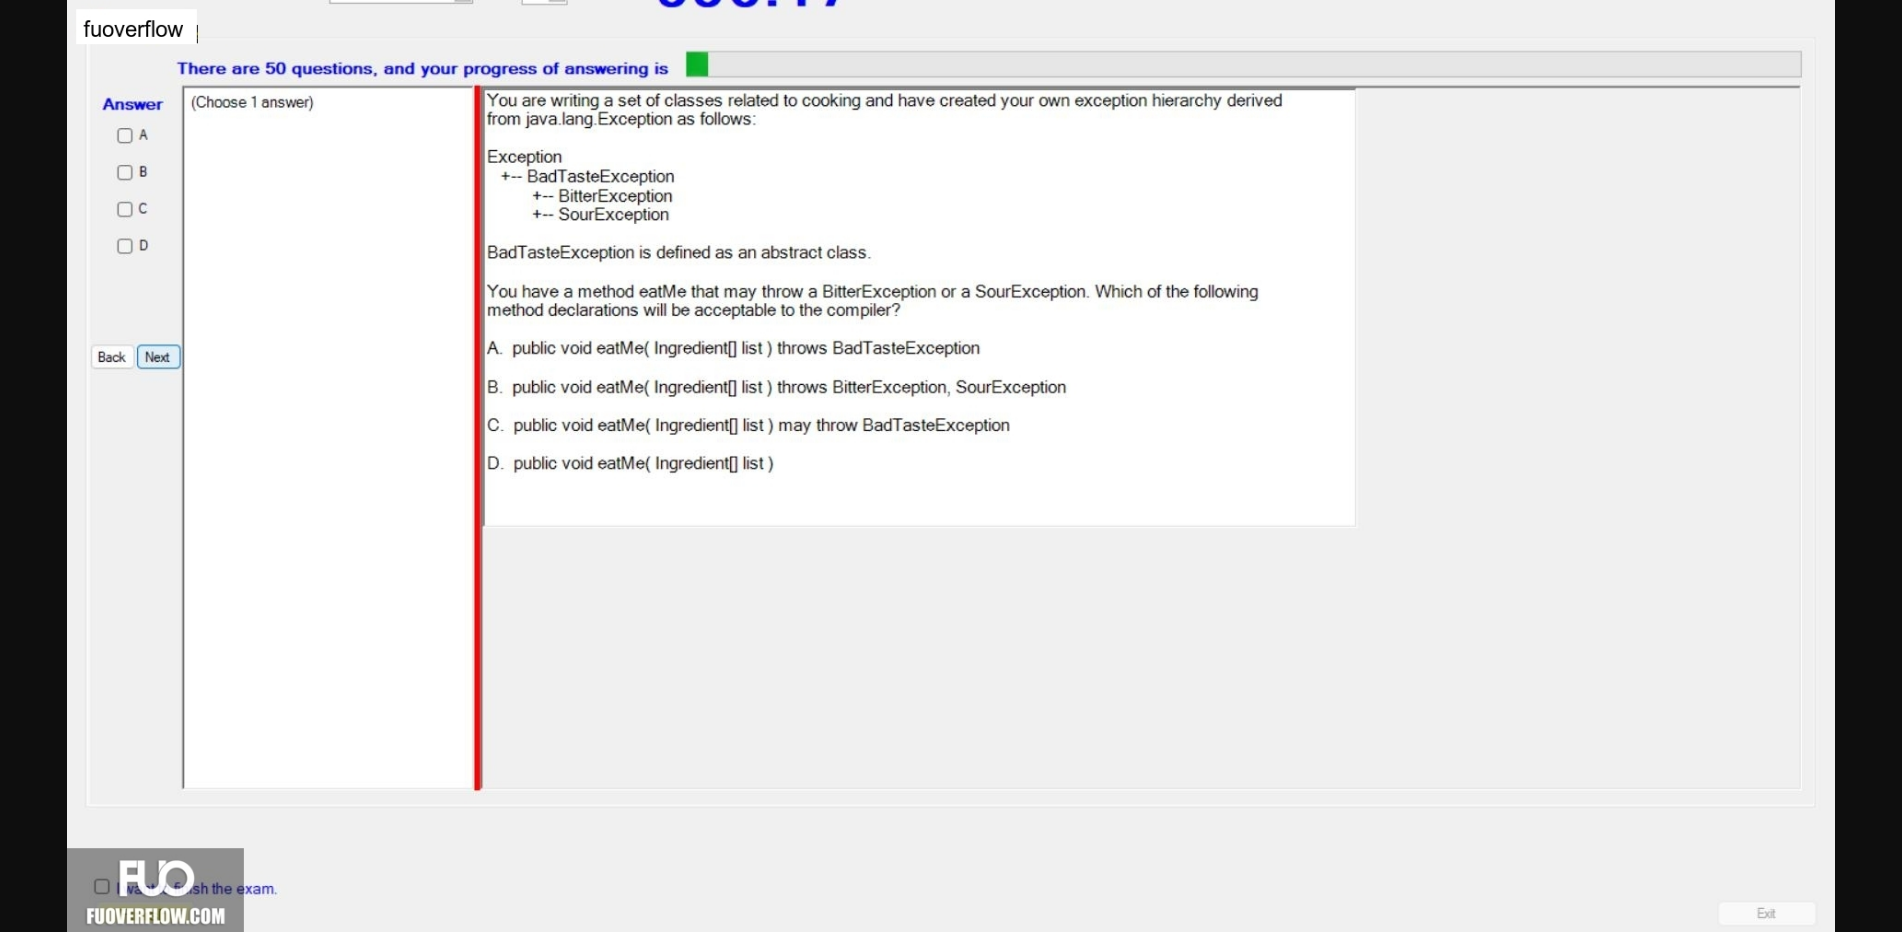 fuoverflow
There are 50 questions, and your progress of answering is
Answer
A
B
C
D
Back Next
(Choose 1 answer)
You are writing a set of classes related to cooking and have created your own exception hierarchy derived
from java.lang.Exception as follows:
Exception
+-- BadTasteException
+-- BitterException
+-- SourException
BadTasteException is defined as an abstract class.
You have a method eatMe that may throw a BitterException or a SourException. Which of the following
method declarations will be acceptable to the compiler?
A. public void eatMe( Ingredient[] list ) throws BadTasteException
B. public void eatMe( Ingredient[] list ) throws BitterException, SourException
C. public void eatMe( Ingredient[] list ) may throw BadTasteException
D. public void eatMe( Ingredient[] list )
FUO
sh the exam.
FUOVERFLOW.COM
Exit